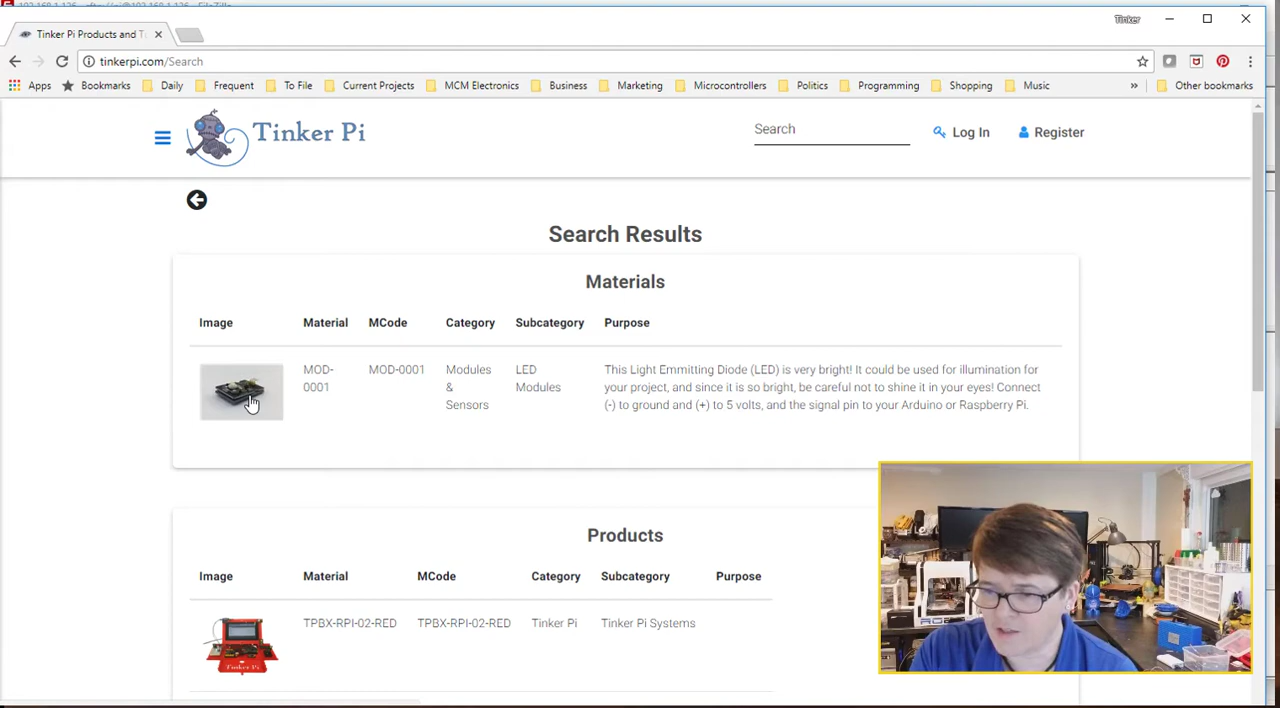 Tinker
Tinker Pi Products and T
tinkerpi.com/Search
Apps Bookmarks Daily Frequent To File Current Projects MCM Electronics Business Marketing Microcontrollers Politics Programming Shopping Music » Other bookmarks
Tinker Pi Search Log In Register
Search Results
Materials
Image Material MCode Category Subcategory Purpose
MOD- MOD-0001 Modules LED This Light Emmitting Diode (LED) is very bright! It could be used for illumination for
0001 & Modules your project, and since it is so bright, be careful not to shine it in your eyes! Connect
Sensors (-) to ground and (+) to 5 volts, and the signal pin to your Arduino or Raspberry Pi.
Products
Image Material MCode Category Subcategory Purpose
TPBX-RPI-02-RED TPBX-RPI-02-RED Tinker Pi Tinker Pi Systems
Tinker Pi